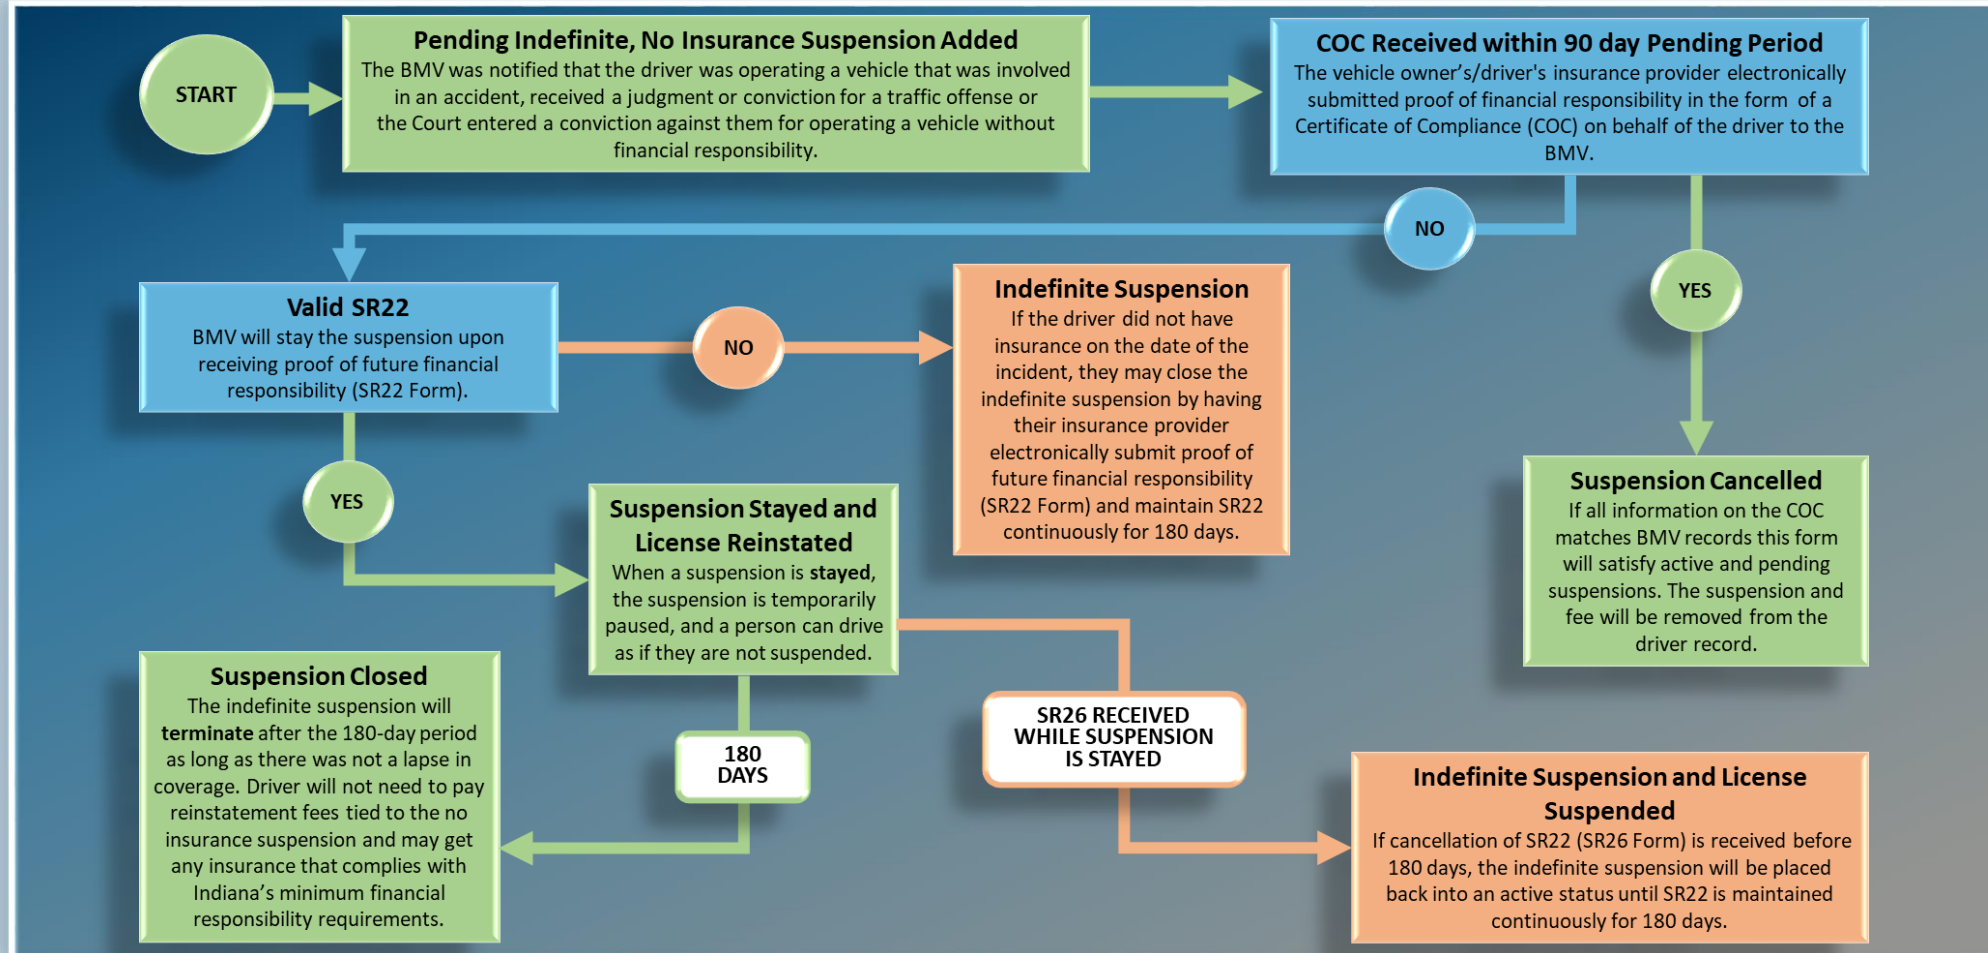 START
Pending Indefinite, No Insurance Suspension Added
The BMV was notified that the driver was operating a vehicle that was involved
in an accident, received a judgment or conviction for a traffic offense or
the Court entered a conviction against them for operating a vehicle without
financial responsibility.
COC Received within 90 day Pending Period
The vehicle owner’s/driver's insurance provider electronically
submitted proof of financial responsibility in the form of a
Certificate of Compliance (COC) on behalf of the driver to the
BMV.
NO
YES
Valid SR22
BMV will stay the suspension upon
receiving proof of future financial
responsibility (SR22 Form).
NO
Indefinite Suspension
If the driver did not have
insurance on the date of the
incident, they may close the
indefinite suspension by having
their insurance provider
electronically submit proof of
future financial responsibility
(SR22 Form) and maintain SR22
continuously for 180 days.
YES
Suspension Stayed and
License Reinstated
When a suspension is stayed,
the suspension is temporarily
paused, and a person can drive
as if they are not suspended.
Suspension Cancelled
If all information on the COC
matches BMV records this form
will satisfy active and pending
suspensions. The suspension and
fee will be removed from the
driver record.
Suspension Closed
The indefinite suspension will
terminate after the 180-day period
as long as there was not a lapse in
coverage. Driver will not need to pay
reinstatement fees tied to the no
insurance suspension and may get
any insurance that complies with
Indiana’s minimum financial
responsibility requirements.
180
DAYS
SR26 RECEIVED
WHILE SUSPENSION
IS STAYED
Indefinite Suspension and License
Suspended
If cancellation of SR22 (SR26 Form) is received before
180 days, the indefinite suspension will be placed
back into an active status until SR22 is maintained
continuously for 180 days.